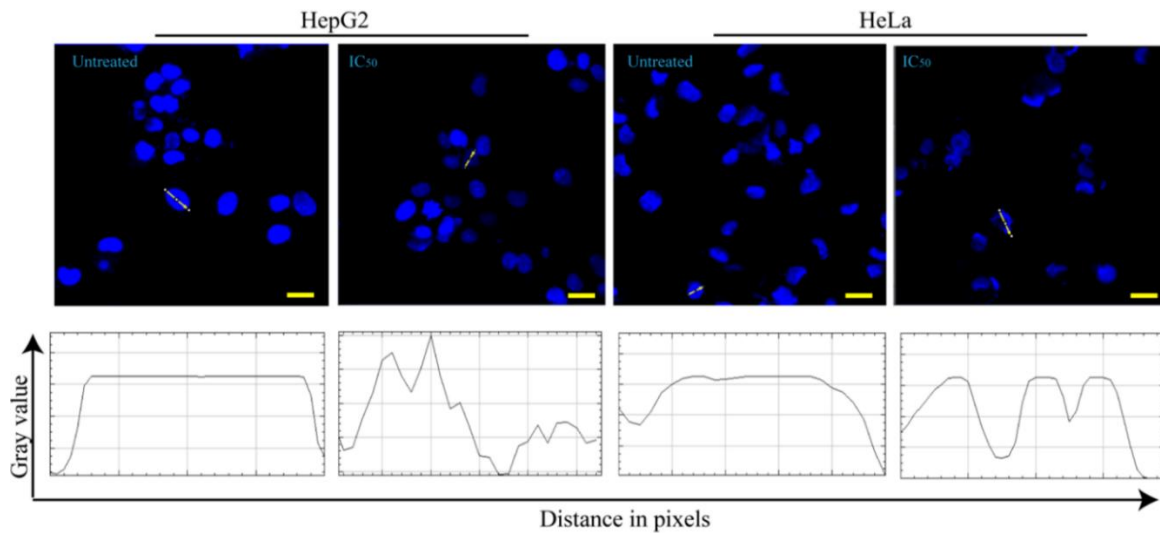 HepG2
HeLa
Untreated
IC50
Untreated
IC50
Gray value
Distance in pixels